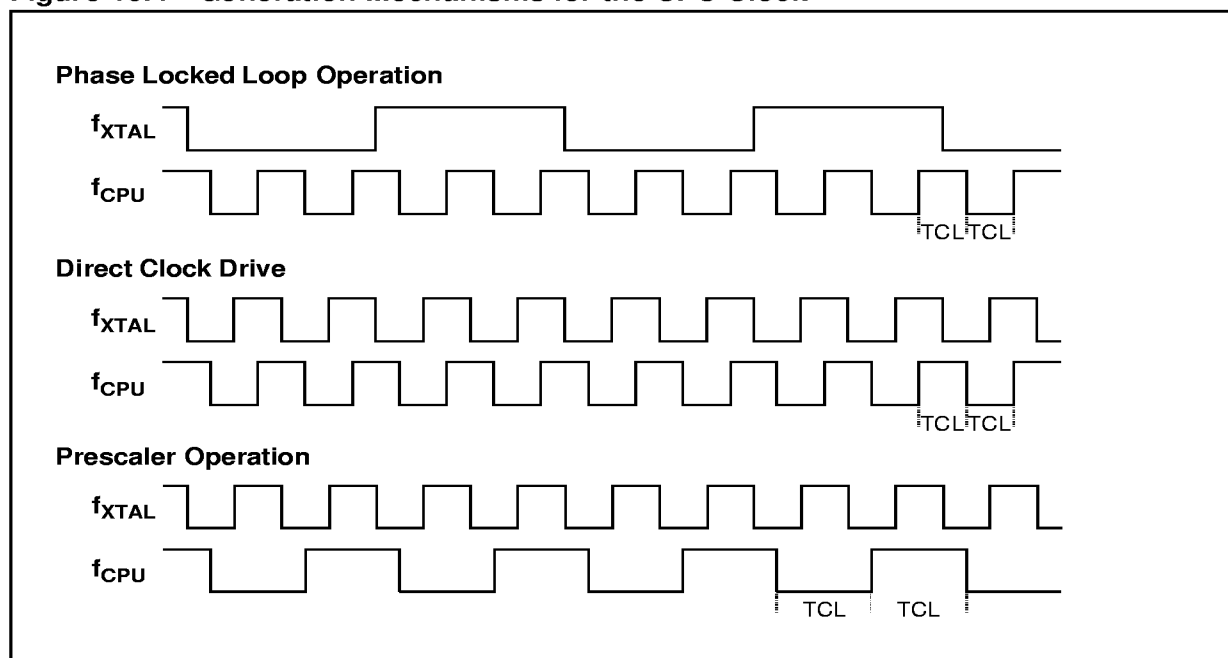 Phase Locked Loop Operation
fXTAL
fCPU
TCL TCL
Direct Clock Drive
fXTAL
fCPU
TCL TCL
Prescaler Operation
fXTAL
fCPU
TCL TCL